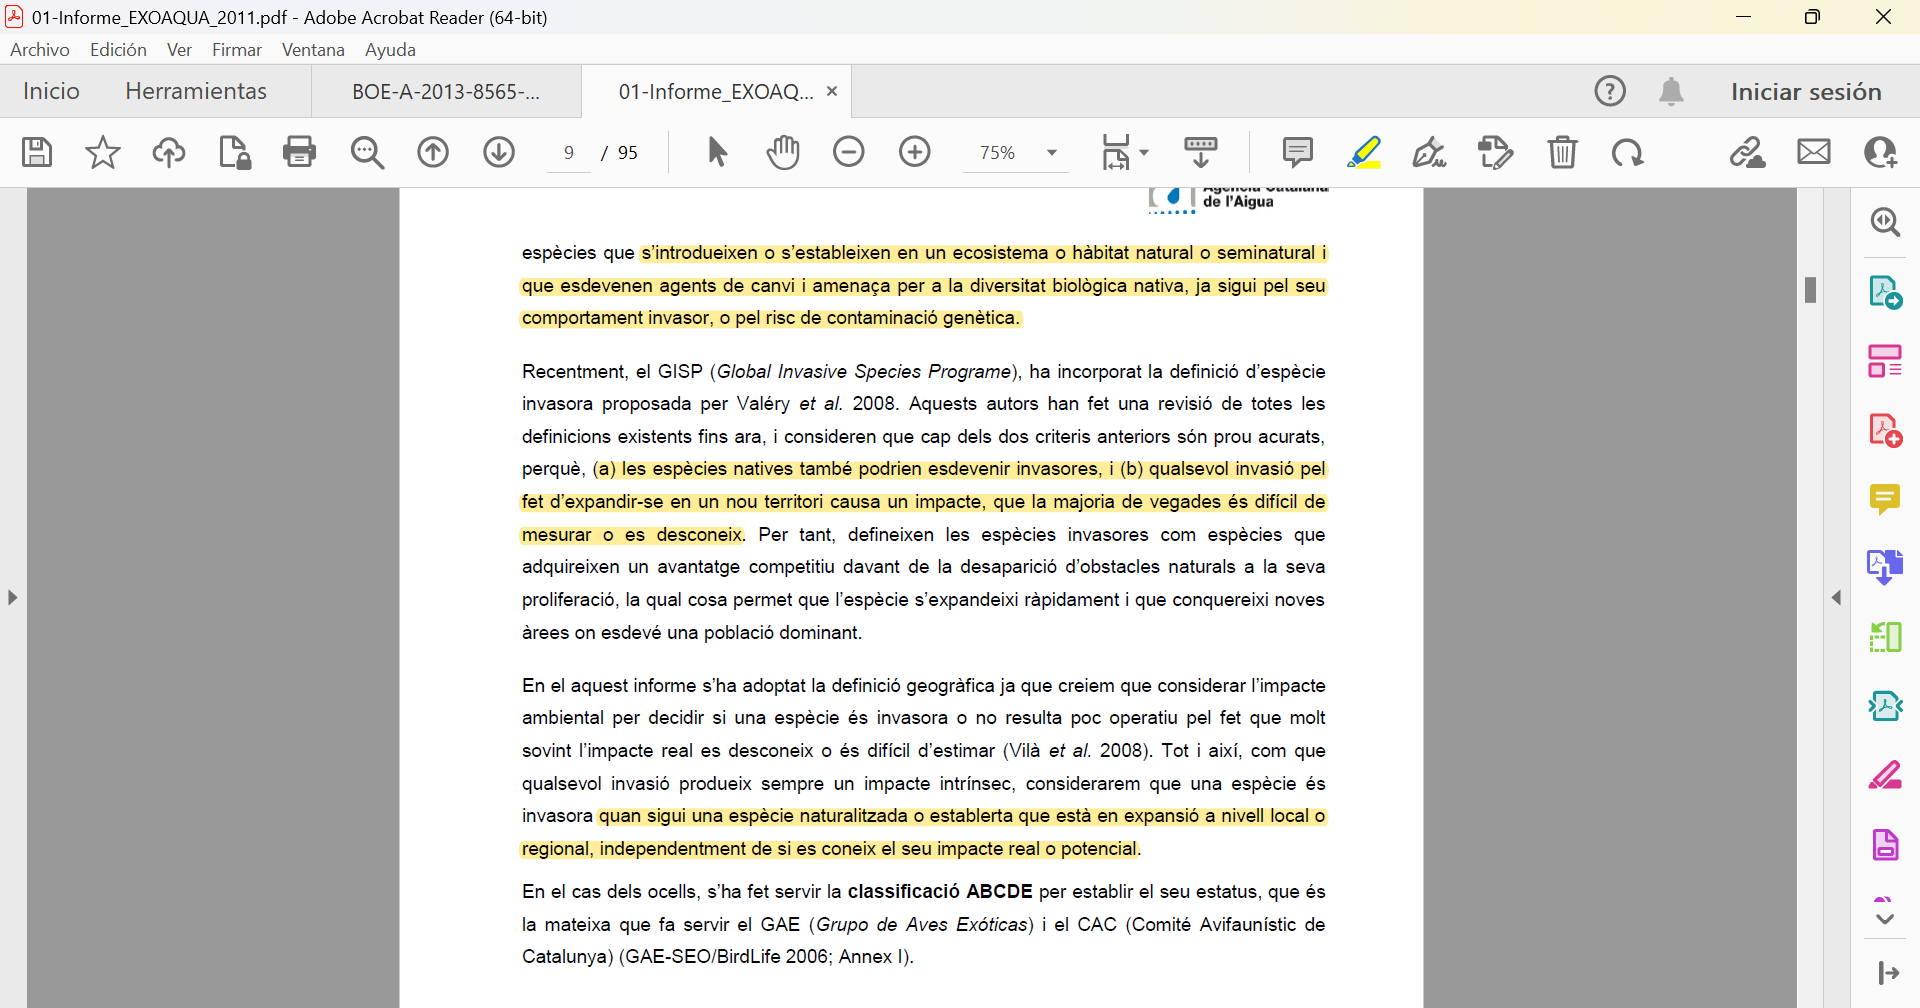 01-Informe_EXOAQUA_2011.pdf - Adobe Acrobat Reader (64-bit)
Archivo Edición Ver Firmar Ventana Ayuda
Inicio Herramientas BOE-A-2013-8565-... 01-Informe_EXOAQ... × Iniciar sesión
9 / 95 75%
Agència Catalana
de l'Aigua
espècies que s'introdueixen o s'estableixen en un ecosistema o hàbitat natural o seminatural i
que esdevenen agents de canvi i amenaça per a la diversitat biològica nativa, ja sigui pel seu
comportament invasor, o pel risc de contaminació genètica.
Recentment, el GISP (Global Invasive Species Programe), ha incorporat la definició d'espècie
invasora proposada per Valéry et al. 2008. Aquests autors han fet una revisió de totes les
definicions existents fins ara, i consideren que cap dels dos criteris anteriors són prou acurats,
perquè, (a) les espècies natives també podrien esdevenir invasores, i (b) qualsevol invasió pel
fet d'expandir-se en un nou territori causa un impacte, que la majoria de vegades és difícil de
mesurar o es desconeix. Per tant, defineixen les espècies invasores com espècies que
adquireixen un avantatge competitiu davant de la desaparició d'obstacles naturals a la seva
proliferació, la qual cosa permet que l'espècie s'expandeixi ràpidament i que conquereixi noves
àrees on esdevé una població dominant.
En el aquest informe s'ha adoptat la definició geogràfica ja que creiem que considerar l'impacte
ambiental per decidir si una espècie és invasora o no resulta poc operatiu pel fet que molt
sovint l'impacte real es desconeix o és difícil d'estimar (Vilà et al. 2008). Tot i així, com que
qualsevol invasió produeix sempre un impacte intrínsec, considerarem que una espècie és
invasora quan sigui una espècie naturalitzada o establerta que està en expansió a nivell local o
regional, independentment de si es coneix el seu impacte real o potencial.
En el cas dels ocells, s'ha fet servir la classificació ABCDE per establir el seu estatus, que és
la mateixa que fa servir el GAE (Grupo de Aves Exóticas) i el CAC (Comité Avifaunístic de
Catalunya) (GAE-SEO/BirdLife 2006; Annex I).